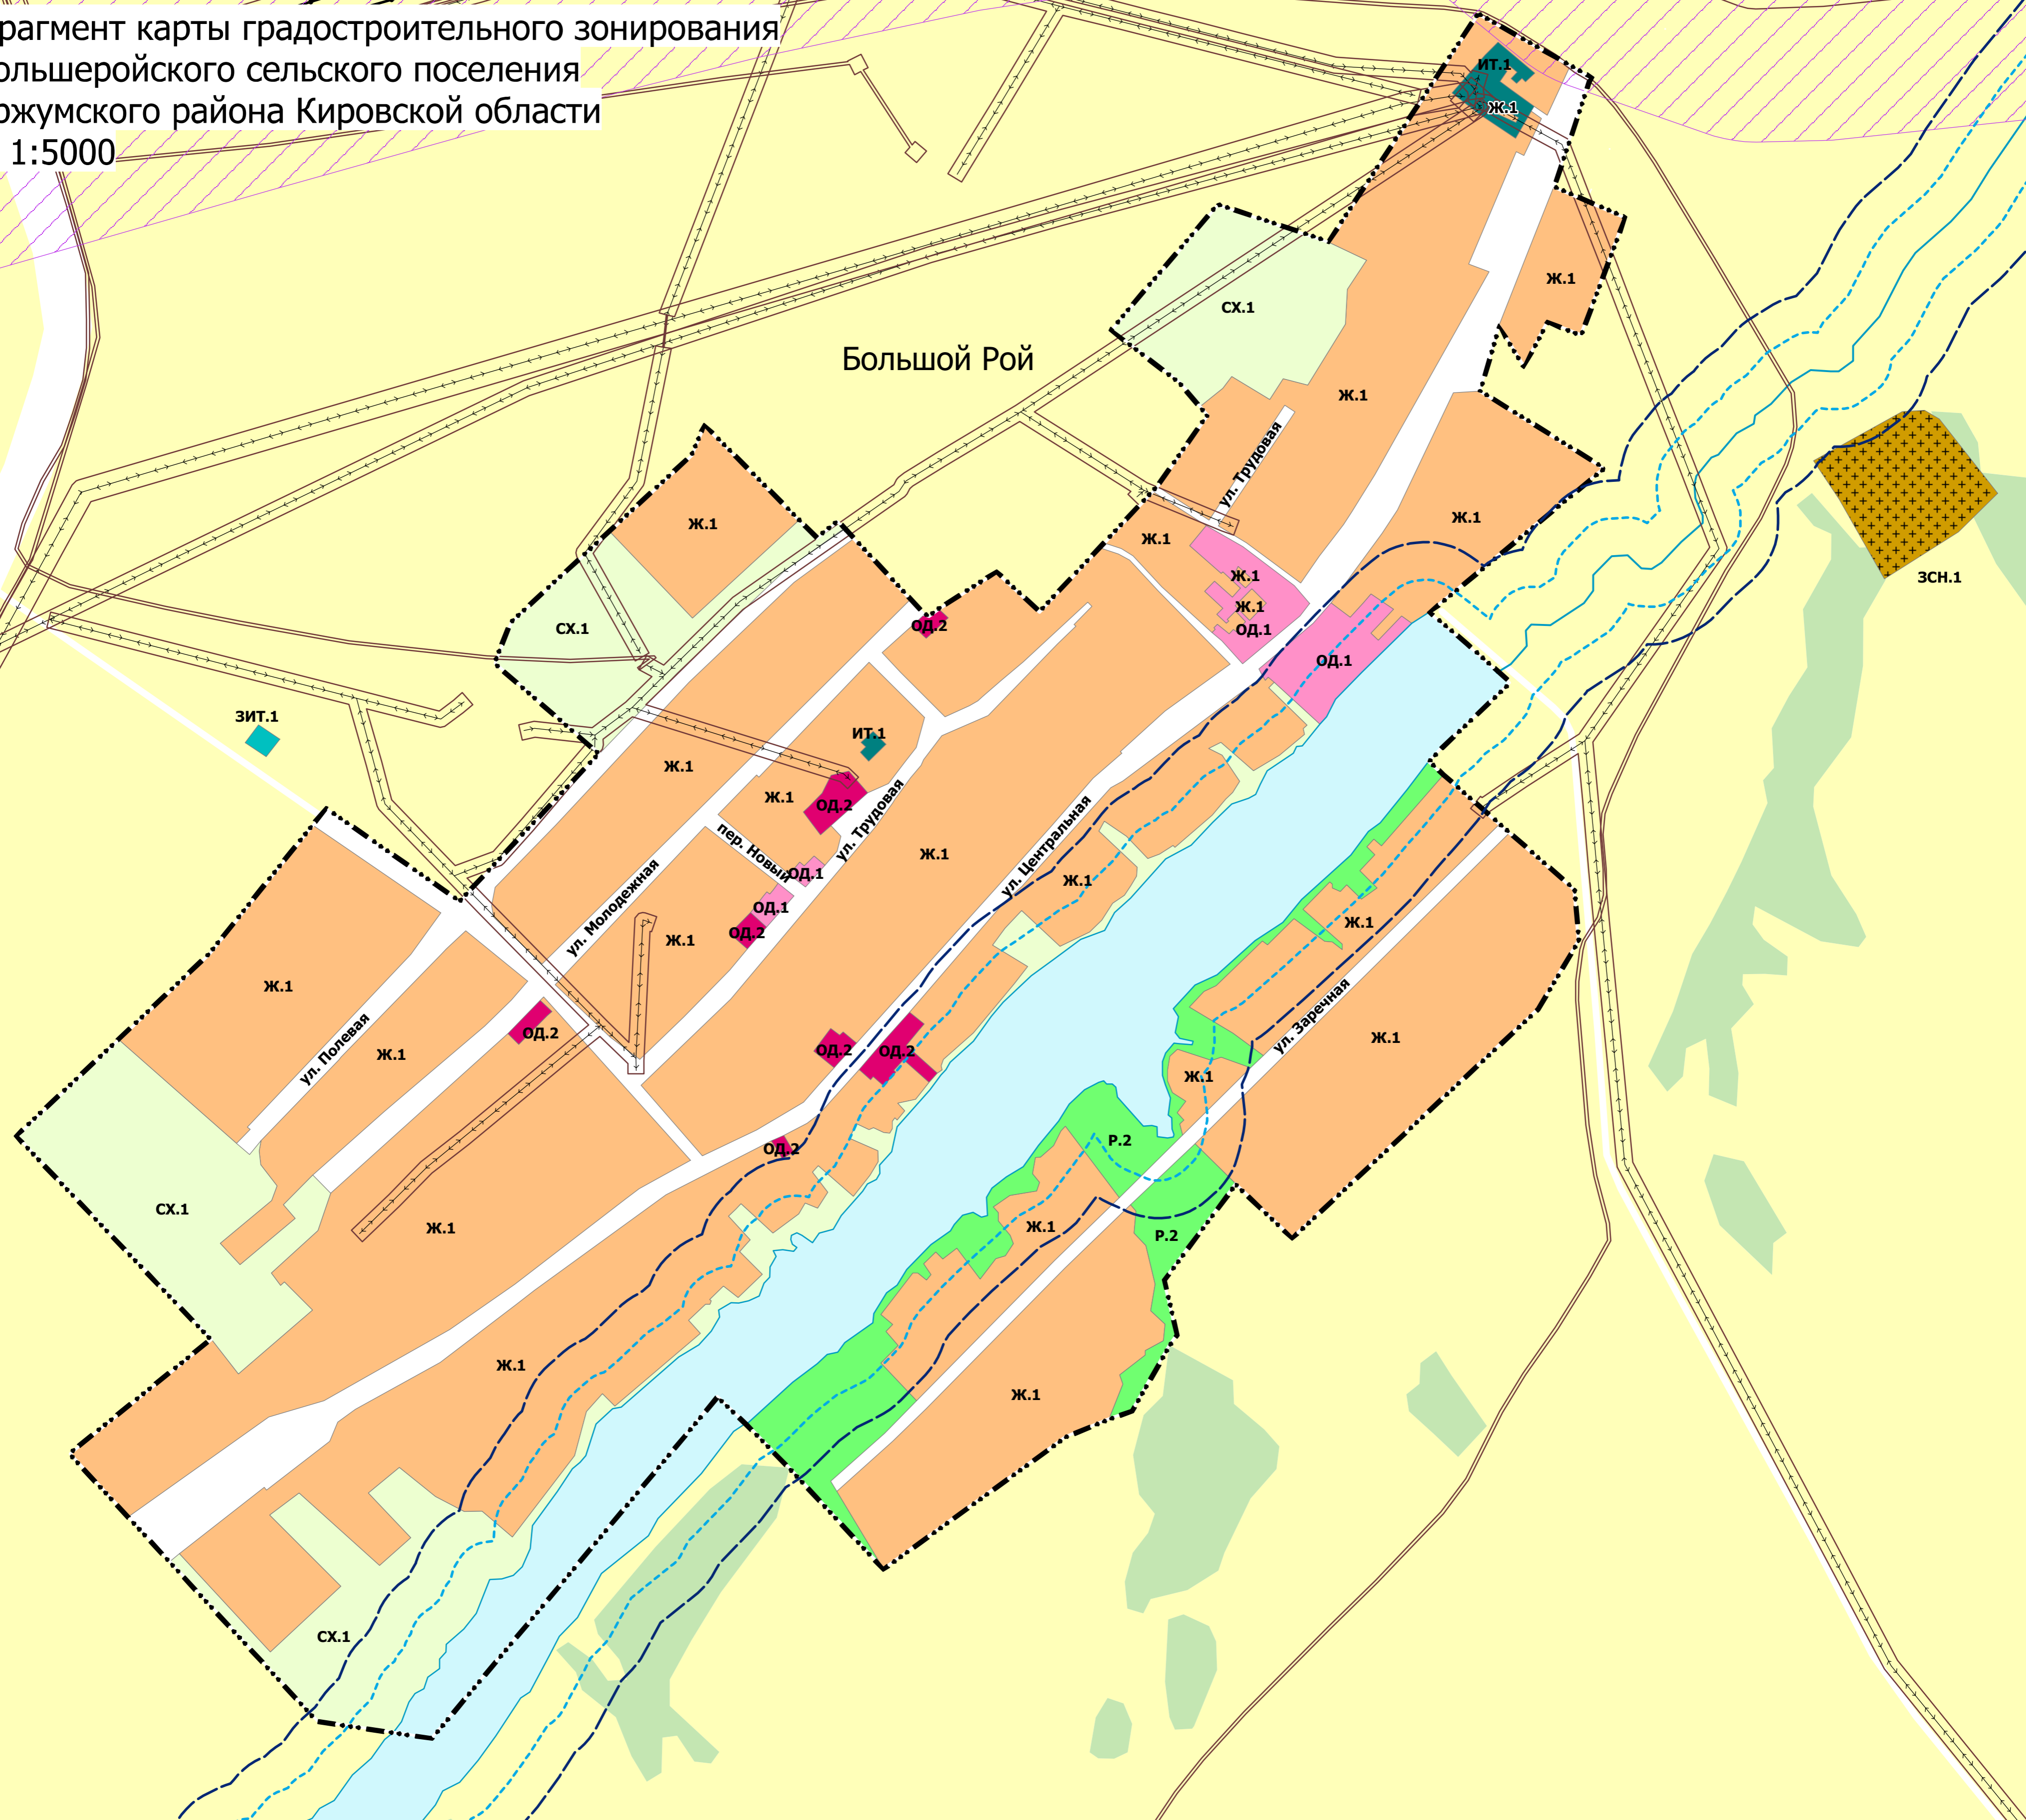 рагмент карты градостроительного зонирования
ольшеройского сельского поселения
ржумского района Кировской области
1:5000
ИТ.1
Ж.1
Ж.1
СХ.1
Большой Рой
Ж.1
ул. Трудовая
Ж.1
Ж.1
Ж.1
Ж.1
Ж.1
ОД.1
ЗСН.1
СХ.1
ОД.2
ОД.1
ЗИТ.1
ИТ.1
Ж.1
Ж.1
ОД.2
ул. Трудовая
пер. Новый
ул. Центральная
Ж.1
ОД.1
Ж.1
ул. Молодежная
ОД.1
ОД.2
Ж.1
Ж.1
Ж.1
ул. Полевая
Ж.1
ОД.2
ОД.2
ОД.2
ул. Заречная
Ж.1
Ж.1
Р.2
ОД.2
СХ.1
Ж.1
Ж.1
Р.2
Ж.1
Ж.1
СХ.1